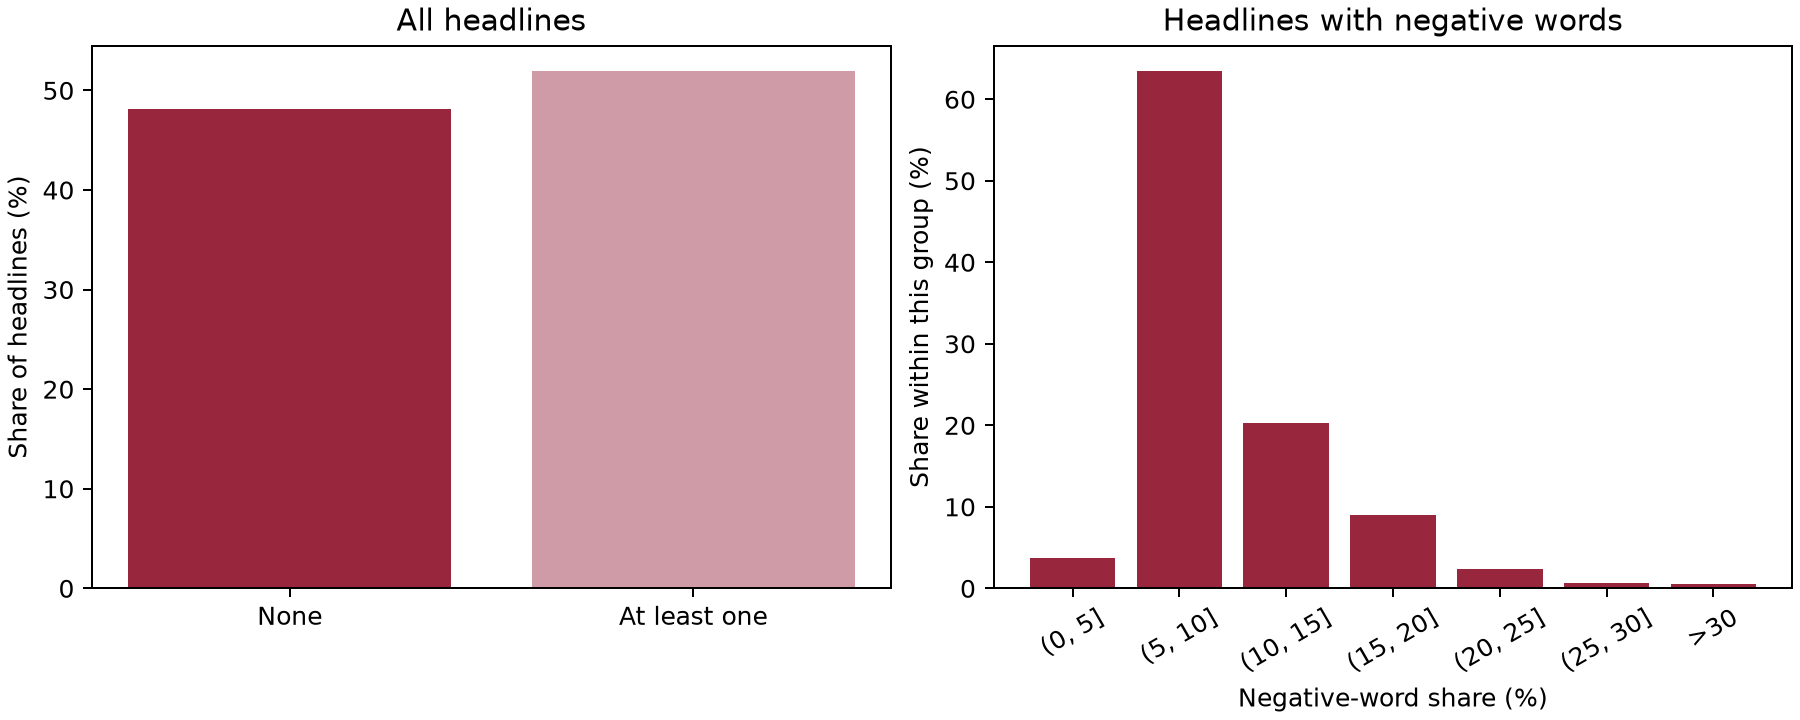 All headlines
Share of headlines (%)
50
40
30
20
10
0
None
At least one
Headlines with negative words
Share within this group (%)
60
50
40
30
20
10
0
(0, 5]
(5, 10]
(10, 15]
(15, 20]
(20, 25]
(25, 30]
>30
Negative-word share (%)